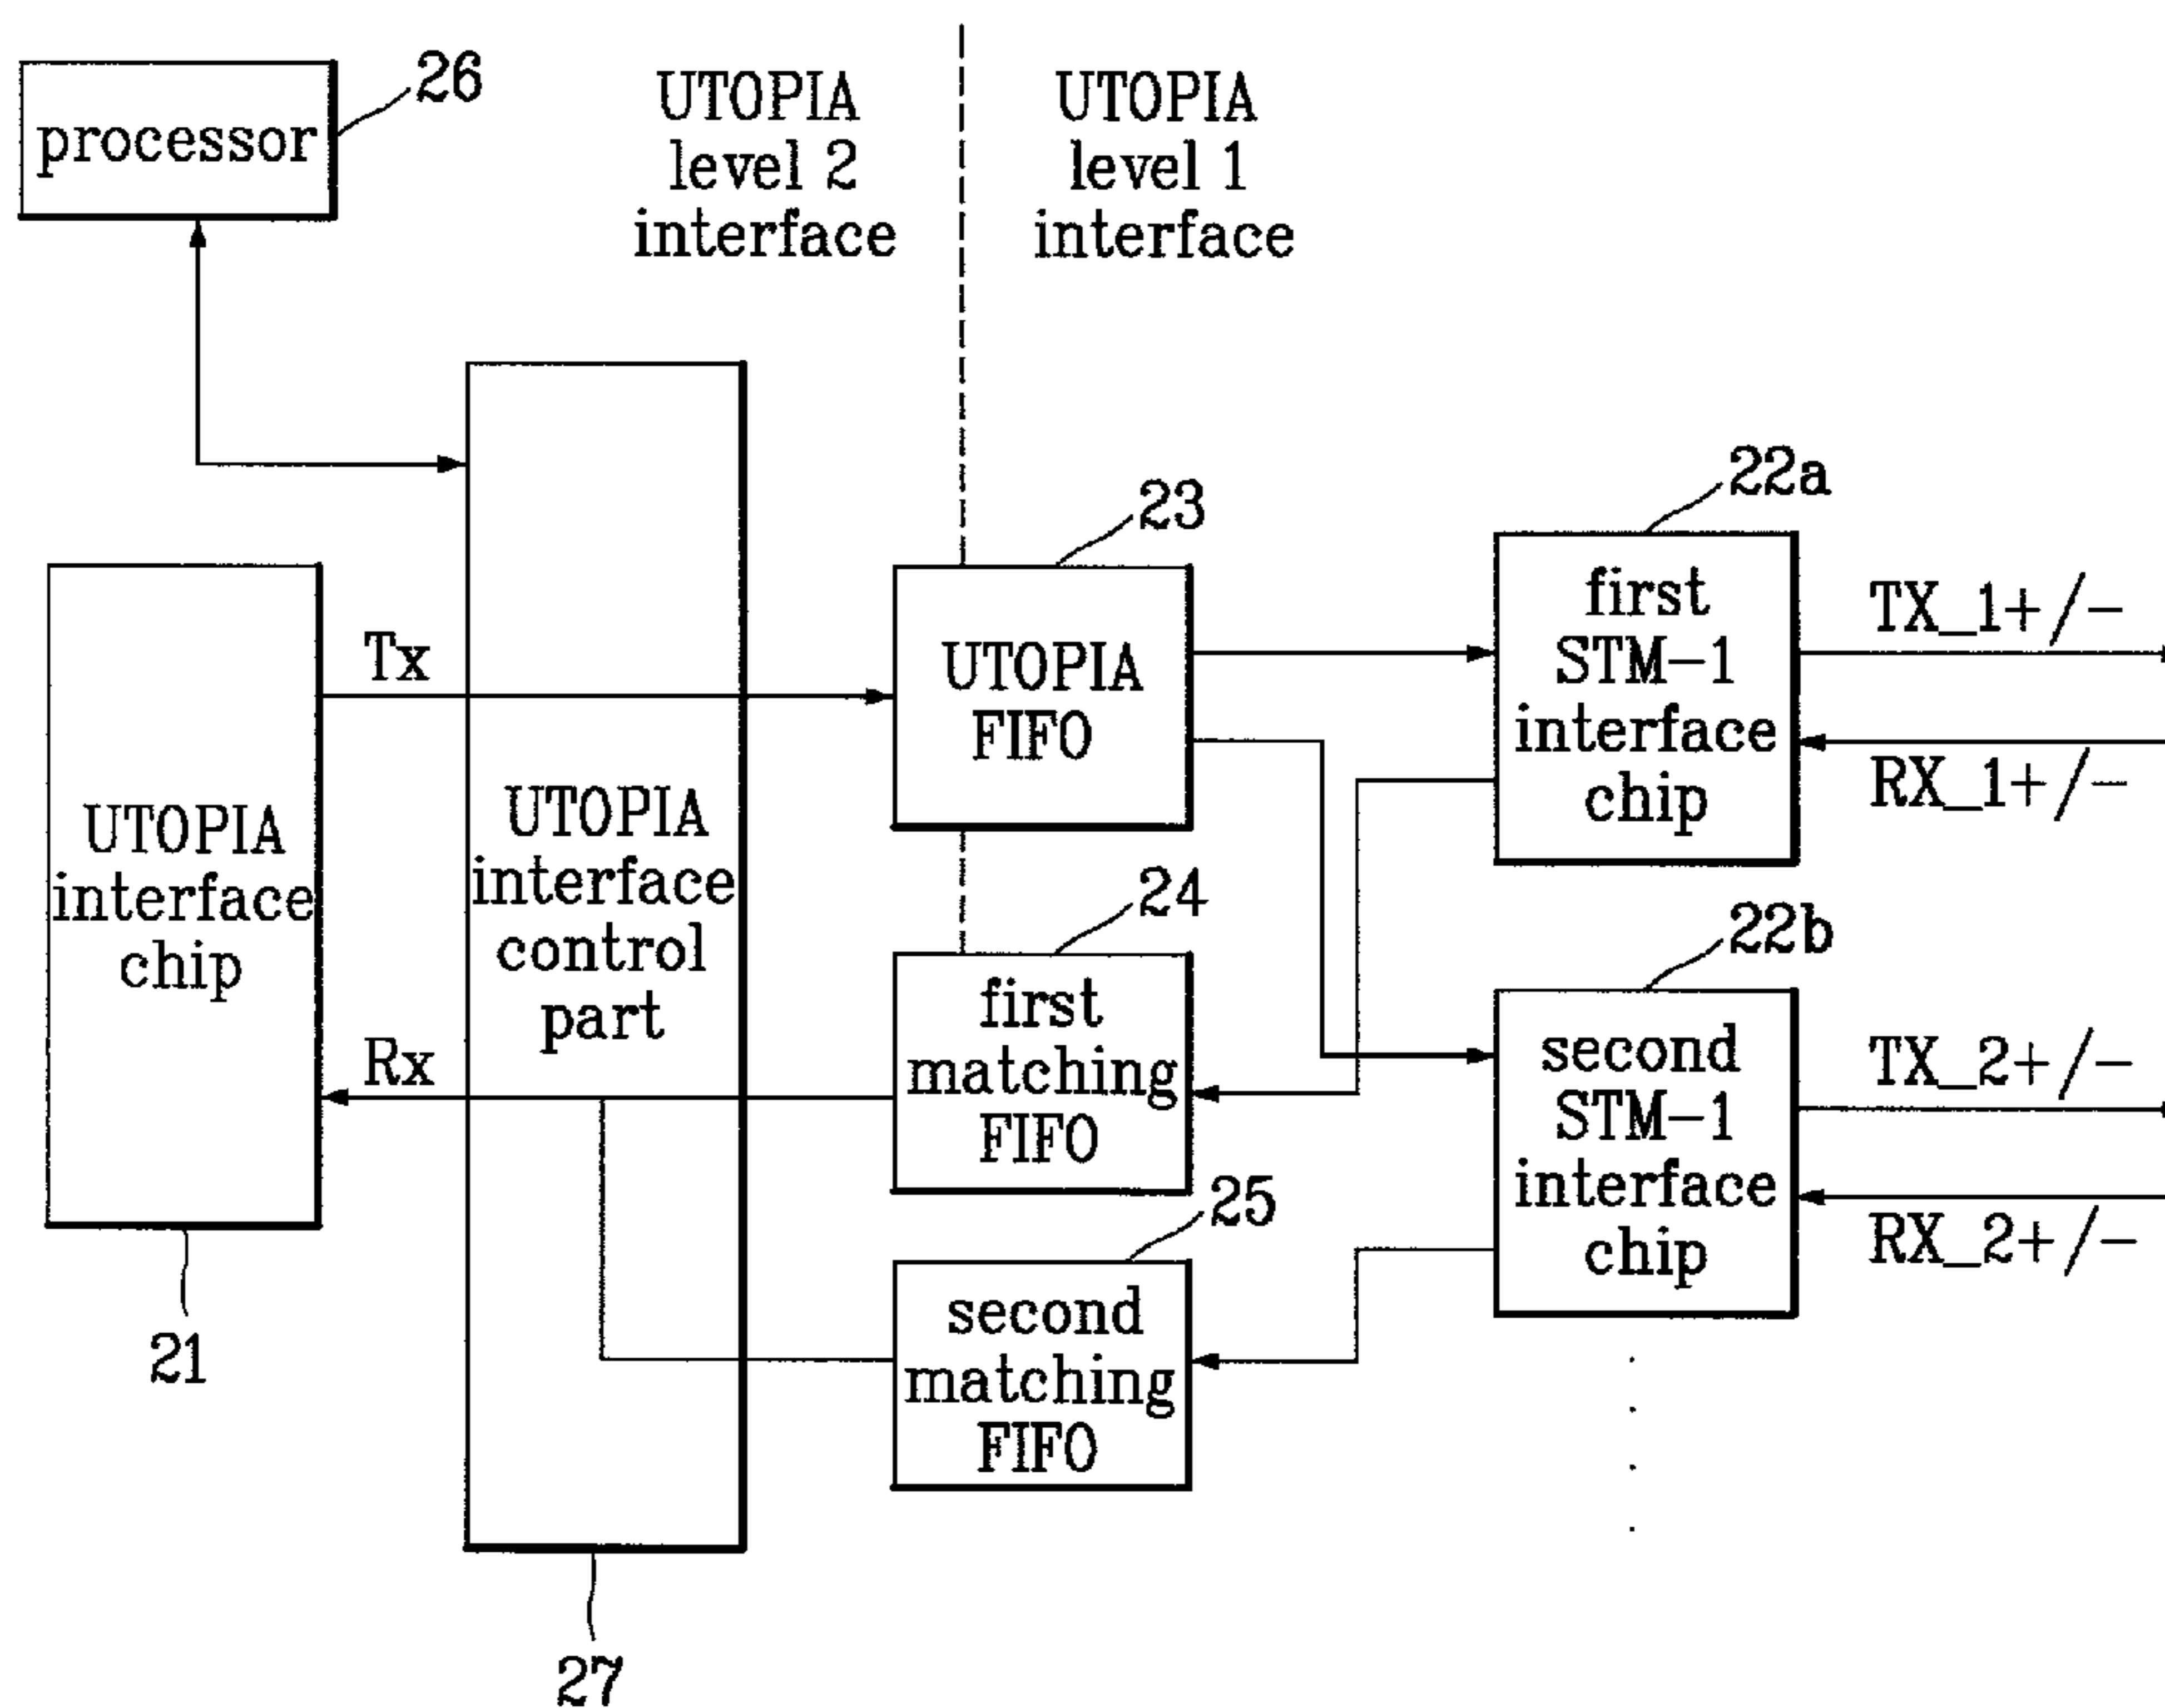 26
processor
UTOPIA
level 2
interface
UTOPIA
level 1
interface
22a
23
first
STM-1
interface
chip
TX_1+/-
RX_1+/-
Tx
UTOPIA
FIFO
UTOPIA
interface
chip
UTOPIA
interface
control
part
24
22b
first
matching
FIFO
Rx
second
STM-1
interface
chip
TX_2+/-
RX_2+/-
25
second
matching
FIFO
21
27